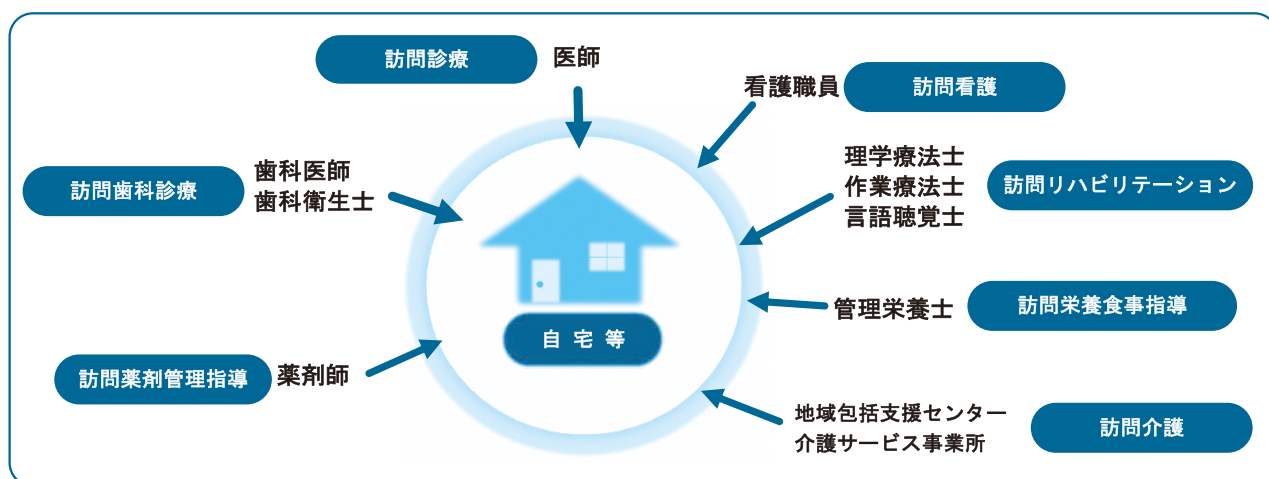 訪問診療 医師
看護職員 訪問看護
訪問歯科診療
歯科医師
歯科衛生士
理学療法士
作業療法士
言語聴覚士
訪問リハビリテーション
管理栄養士 訪問栄養食事指導
自宅等
訪問薬剤管理指導 薬剤師
地域包括支援センター
介護サービス事業所
訪問介護